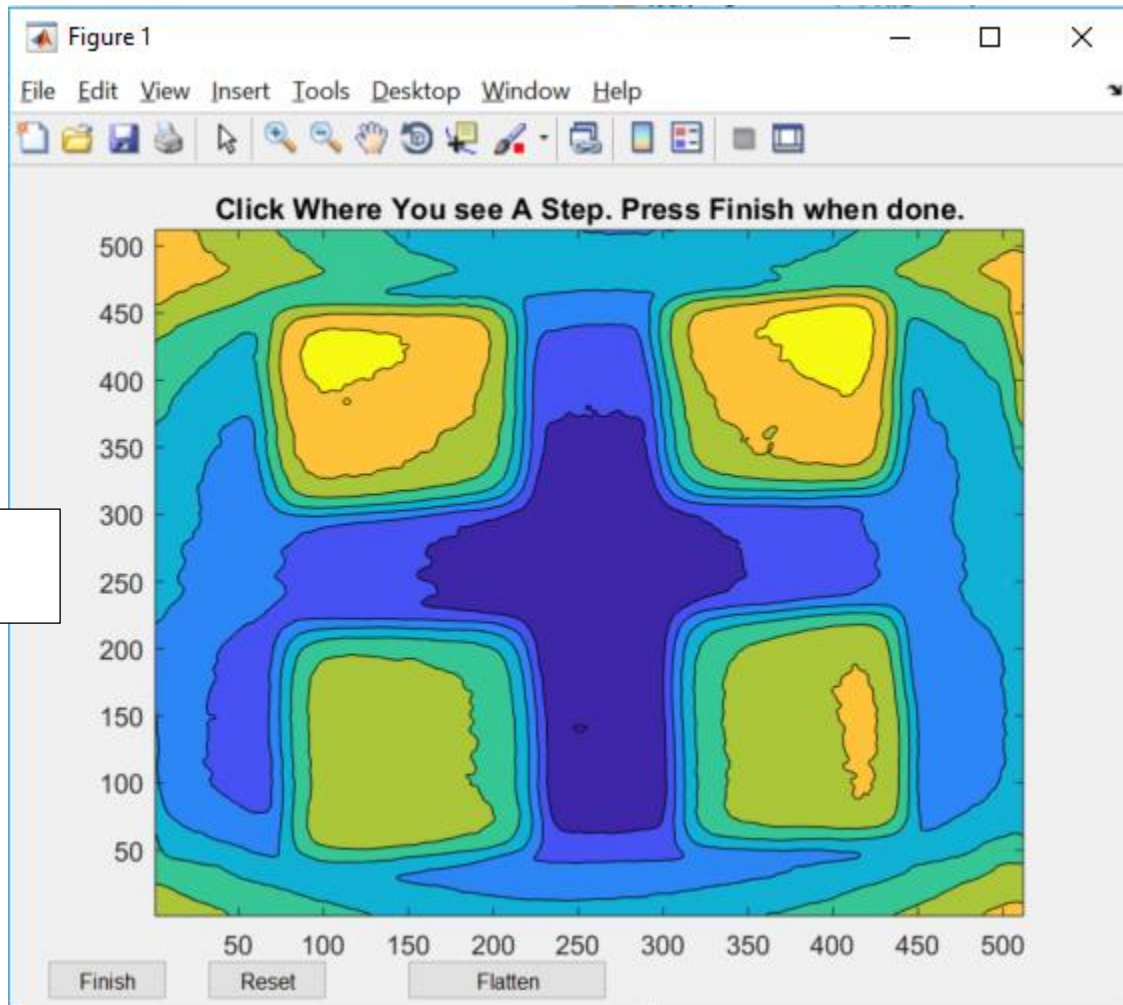 Figure 1
File Edit View Insert Tools Desktop Window Help
Click Where You see A Step. Press Finish when done.
500
450
400
350
300
250
200
150
100
50
50 100 150 200 250 300 350 400 450 500
Finish Reset Flatten